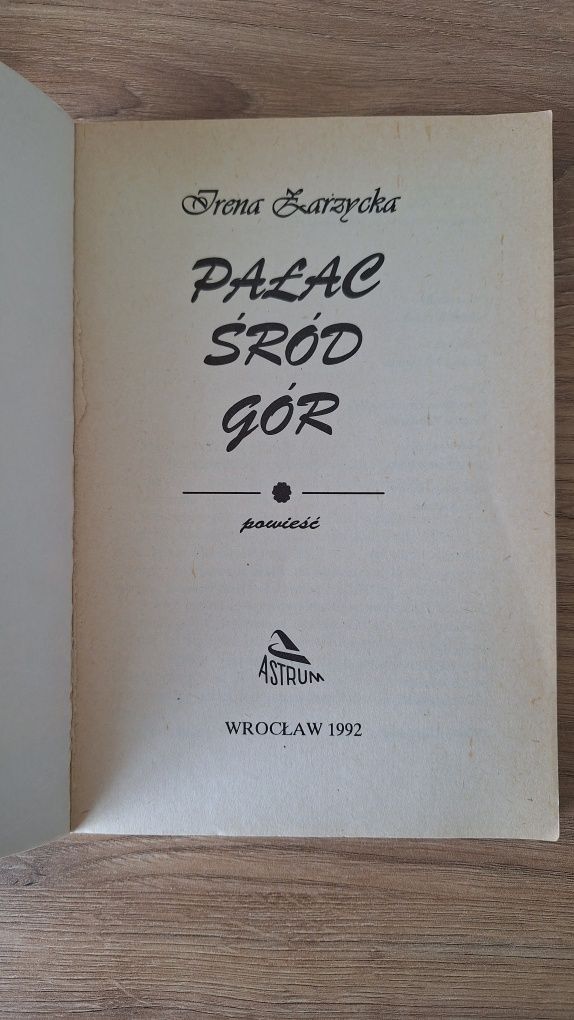 Irena Zarzycka
PAŁAC
ŚRÓD
GÓR
powieść
ASTRUM
WROCŁAW 1992